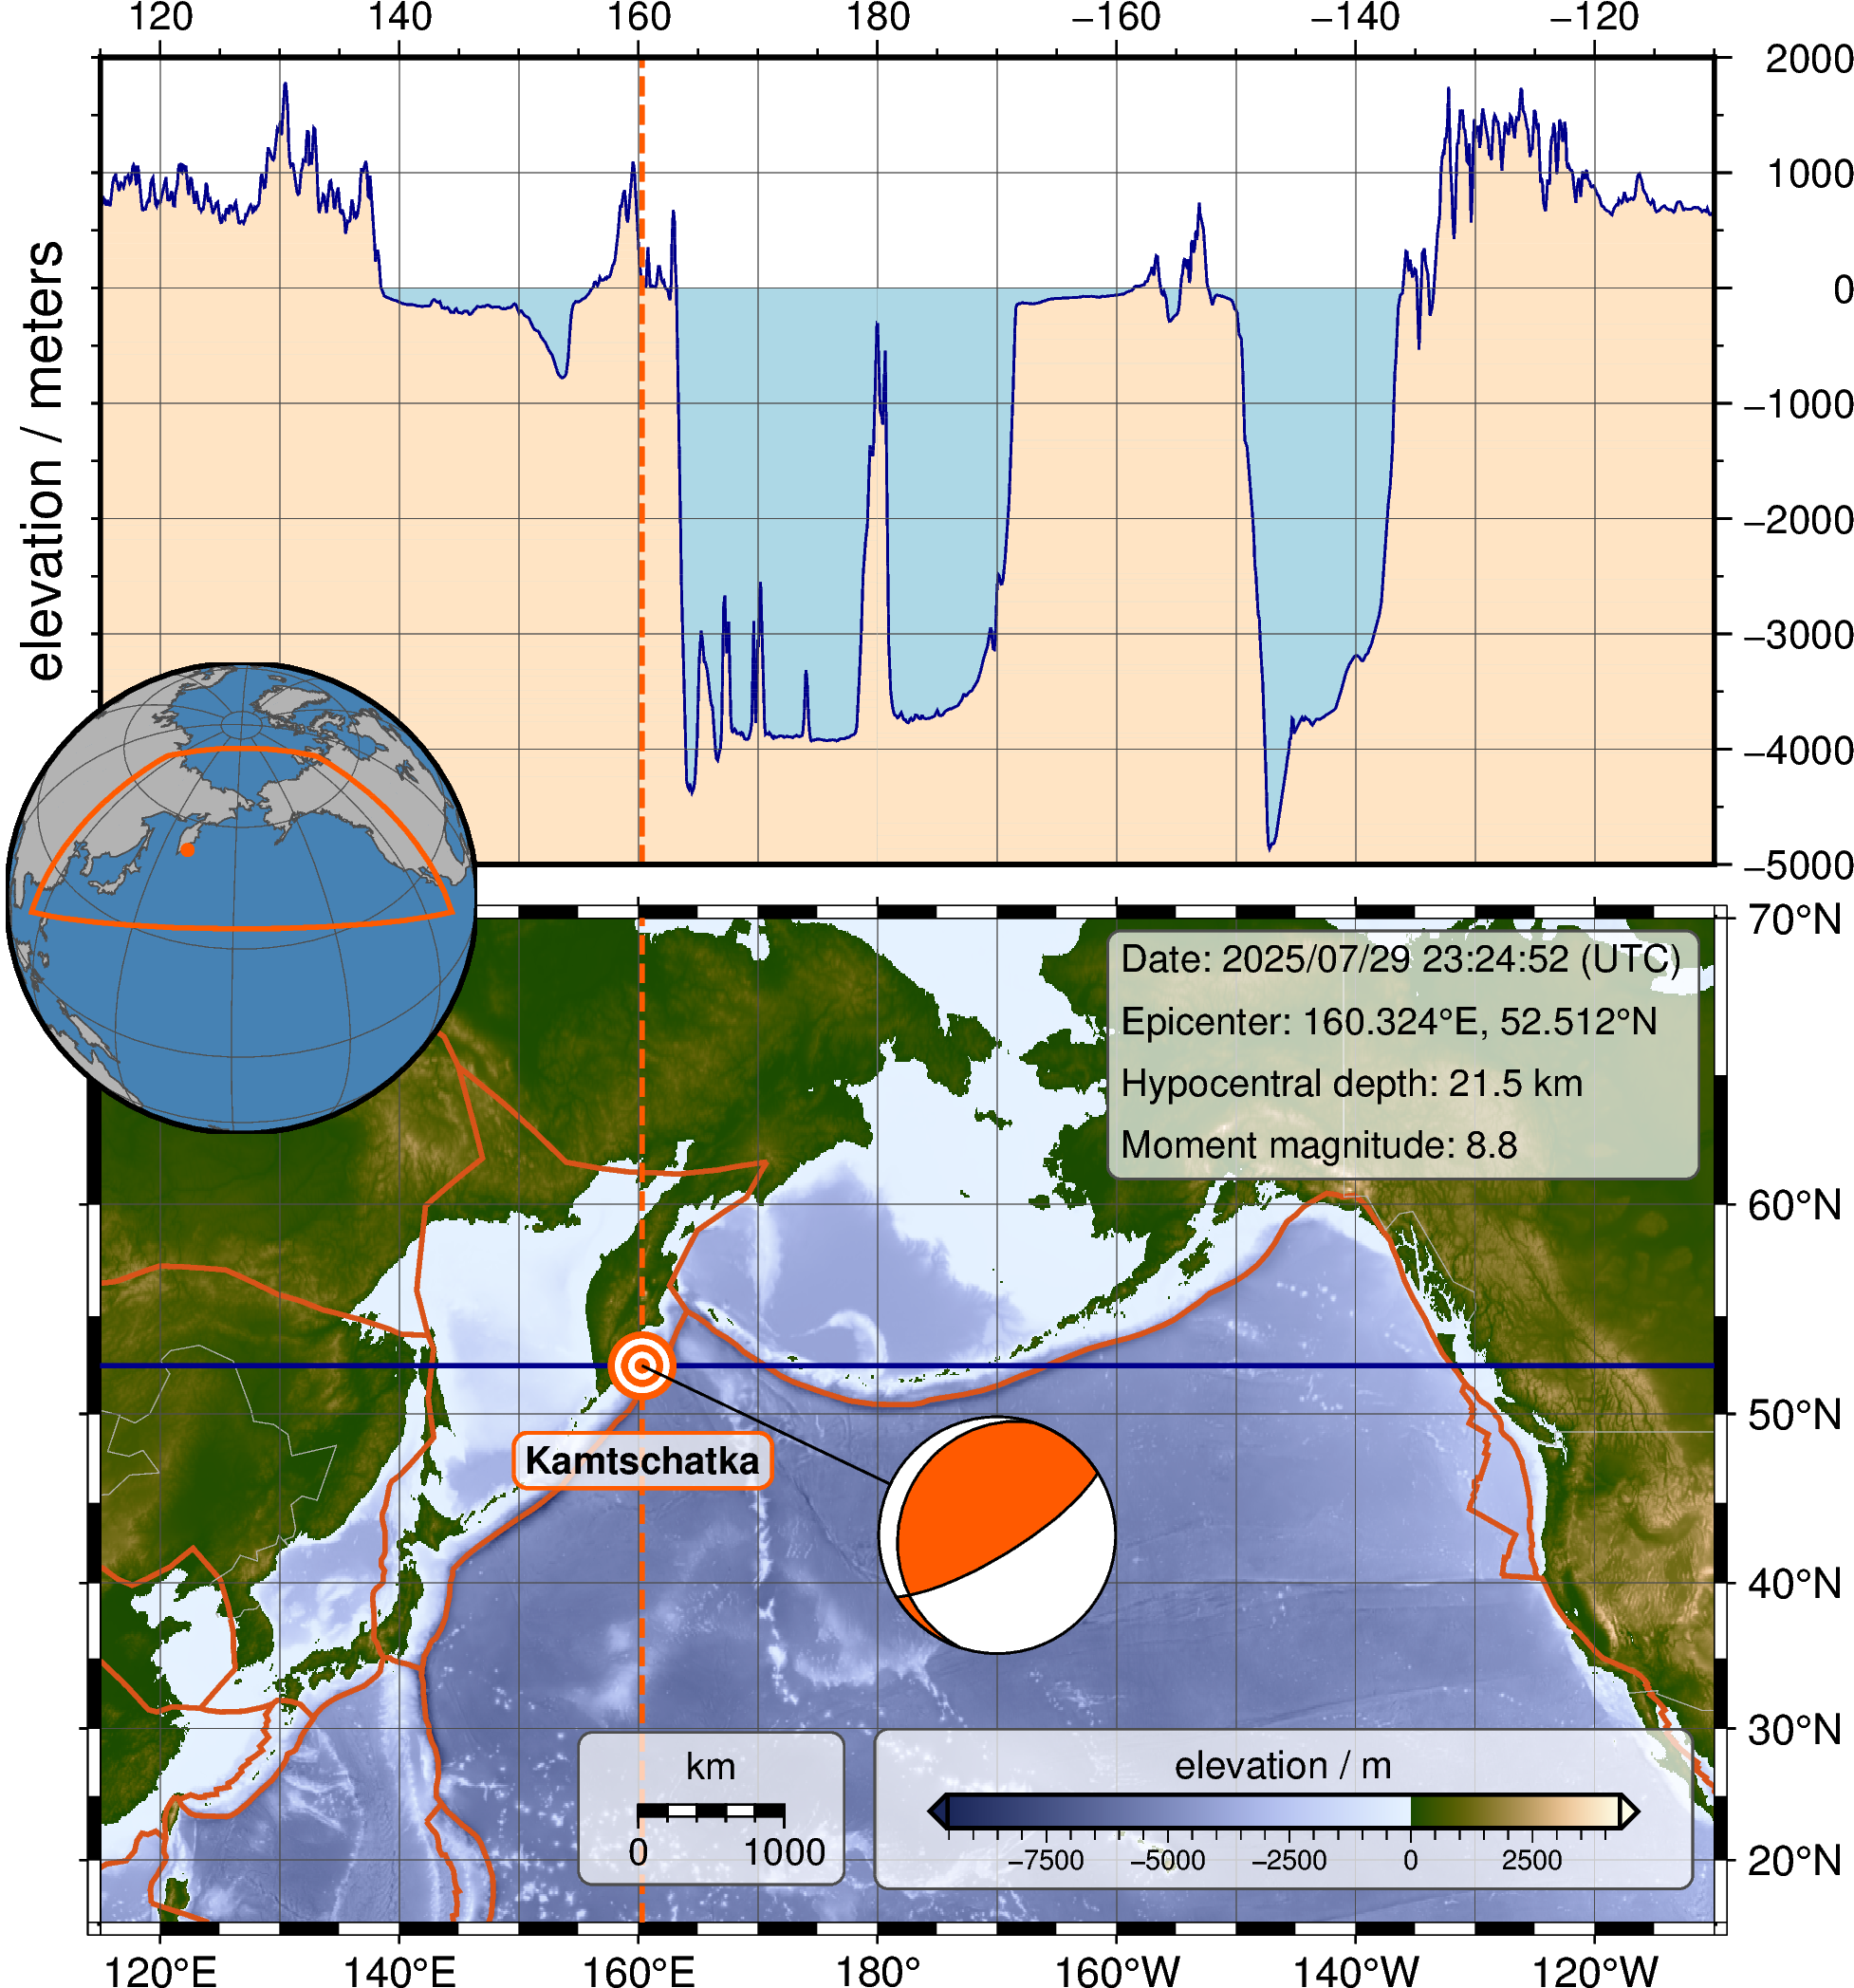 120 140 160 180 −160 −140 −120
2000
1000
0
−1000
−2000
−3000
−4000
−5000
elevation / meters
70°N
60°N
50°N
40°N
30°N
20°N
Date: 2025/07/29 23:24:52 (UTC)
Epicenter: 160.324°E, 52.512°N
Hypocentral depth: 21.5 km
Moment magnitude: 8.8
Kamtschatka
km
0 1000
elevation / m
−7500 −5000 −2500 0 2500
120°E 140°E 160°E 180° 160°W 140°W 120°W